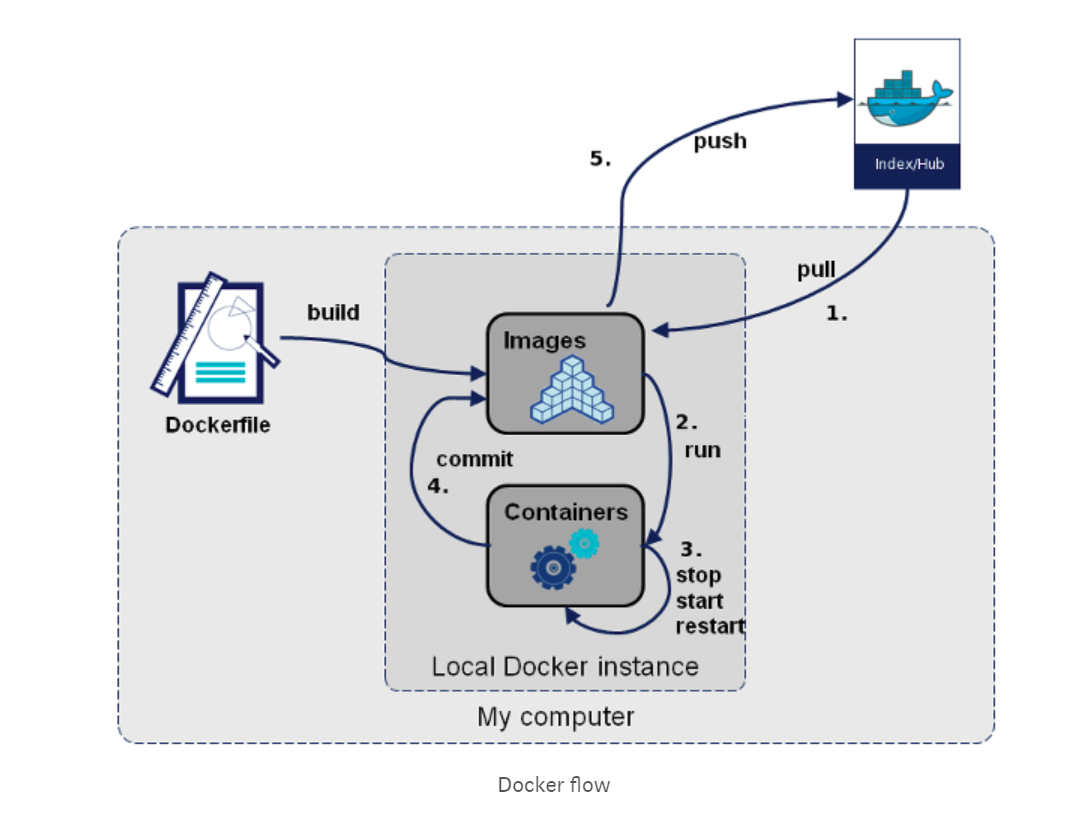 Index/Hub
5.
push
pull
1.
build
Dockerfile
Images
2.
run
commit
4.
Containers
3.
stop
start
restart
Local Docker instance
My computer
Docker flow